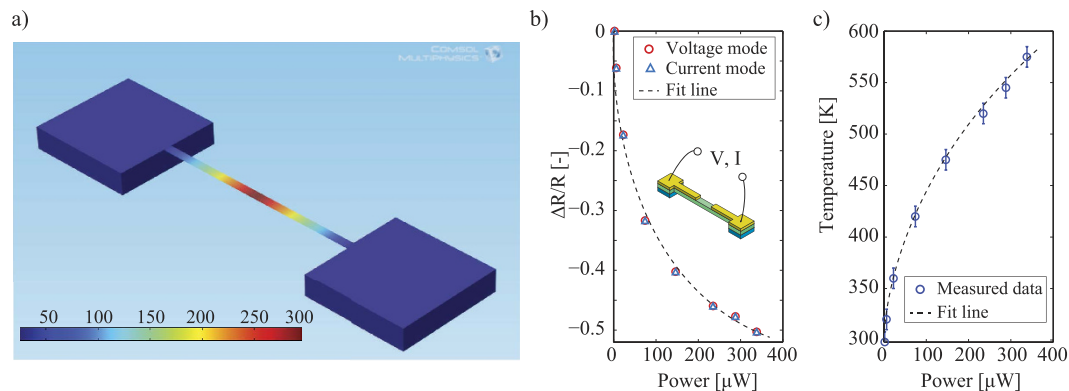 a)
COMSOL
MULTIPHYSICS
50 100 150 200 250 300
b)
0
−0.1
−0.2
−0.3
−0.4
−0.5
ΔR/R [-]
Voltage mode
Current mode
Fit line
V, I
0 100 200 300 400
Power [μW]
c)
600
550
500
450
400
350
300
Temperature [K]
Measured data
Fit line
0 100 200 300 400
Power [μW]